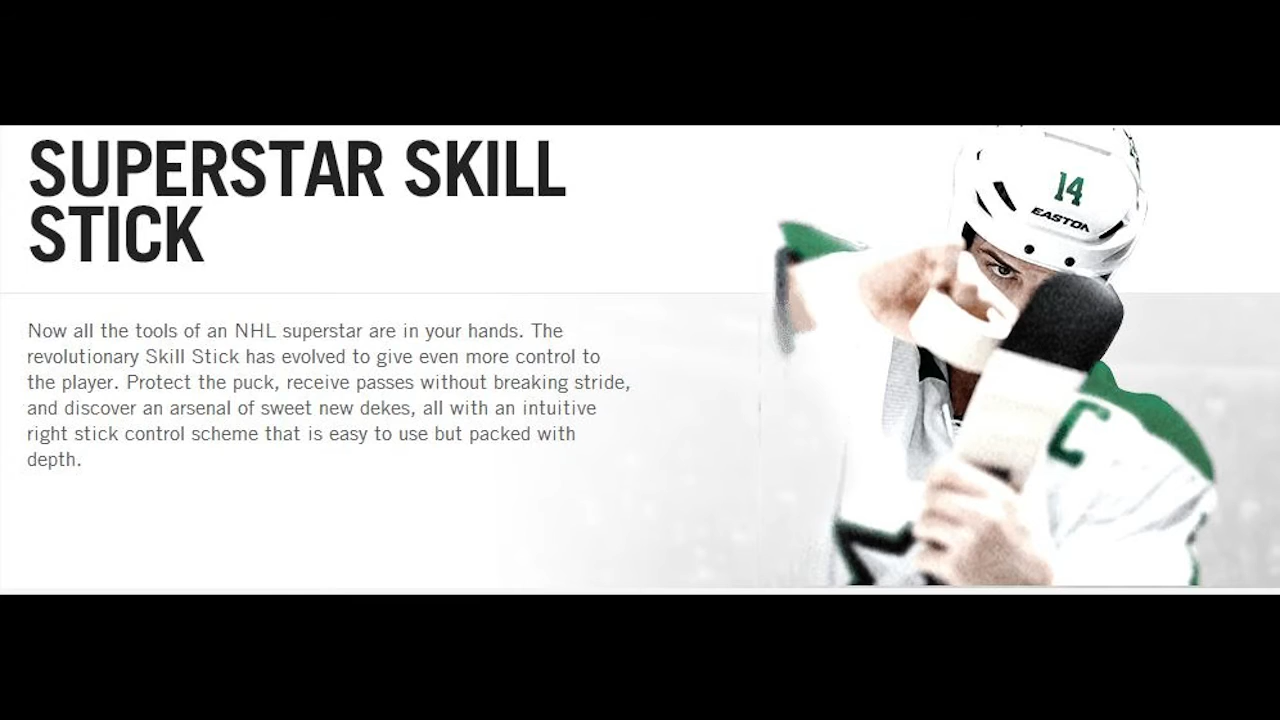 SUPERSTAR SKILL
STICK
Now all the tools of an NHL superstar are in your hands. The
revolutionary Skill Stick has evolved to give even more control to
the player. Protect the puck, receive passes without breaking stride,
and discover an arsenal of sweet new dekes, all with an intuitive
right stick control scheme that is easy to use but packed with
depth.
14
EASTON
C